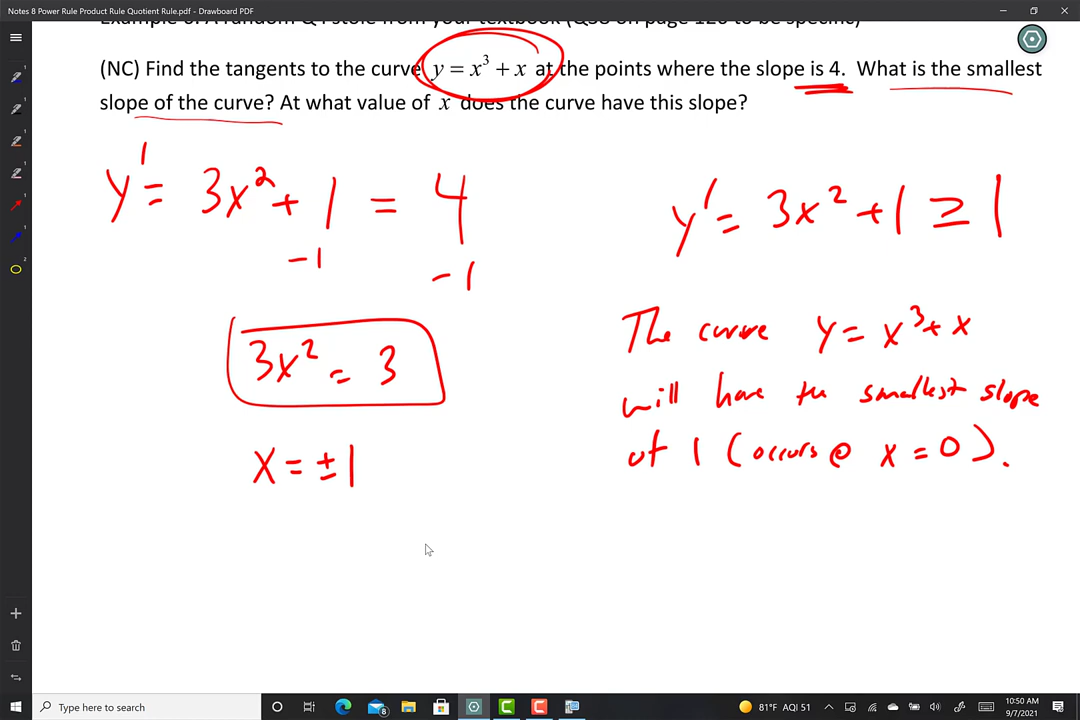 Notes 8 Power Rule Product Rule Quotient Rule.pdf - Drawboard PDF
(NC) Find the tangents to the curve y = x³ + x at the points where the slope is 4. What is the smallest
slope of the curve? At what value of x does the curve have this slope?
y' = 3x² + 1 = 4
-1 -1
3x² = 3
x = ±1
y' = 3x² + 1 ≥ 1
The curve y = x³ + x
will have the smallest slope
of 1 (occurs @ x = 0).
Type here to search
8
81°F AQI 51
10:50 AM
9/7/2021